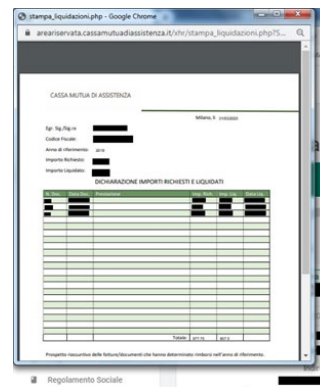 stampa_liquidazioni.php - Google Chrome
areariservata.cassamutuadiassistenza.it/xhr/stampa_liquidazioni.php?S...
CASSA MUTUA DI ASSISTENZA
Milano, li
Egr. Sig./Sig.ra
Codice Fiscale:
Anno di riferimento: 2019
Importo Richiesto:
Importo Liquidato:
DICHIARAZIONE IMPORTI RICHIESTI E LIQUIDATI
N. Doc. Data Doc. Prestazione Imp. Rich. Imp. Liq. Data Liq.
Totale:
Prospetto riassuntivo delle fatture/documenti che hanno determinato rimborsi nell'anno di riferimento.
Regolamento Sociale